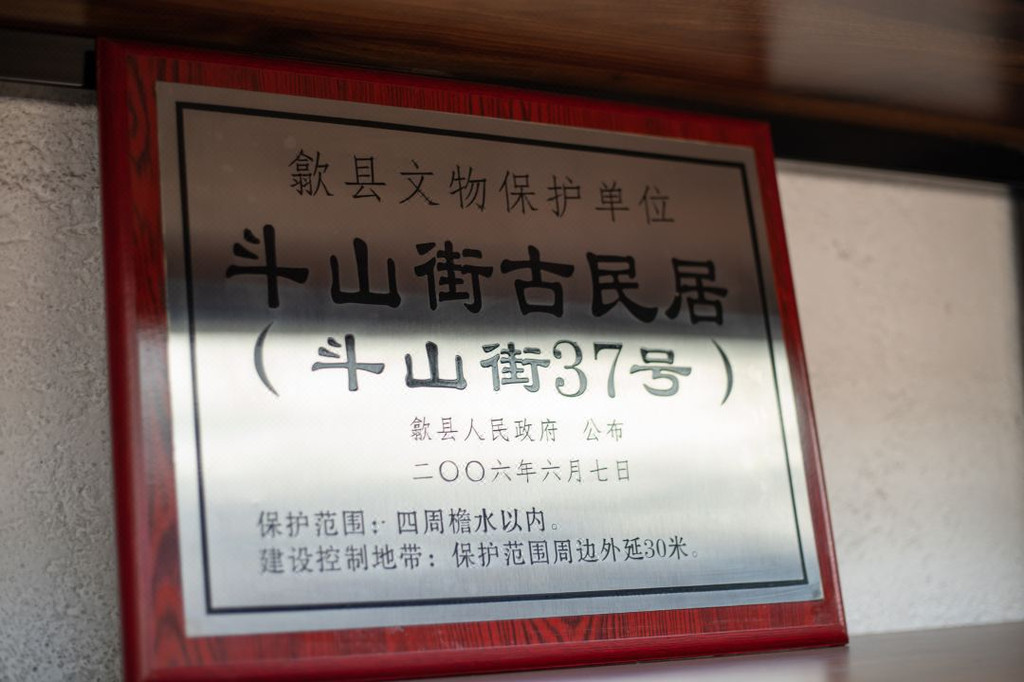 歙县文物保护单位
斗山街古民居
（斗山街37号）
歙县人民政府 公布
二〇〇六年六月七日
保护范围：四周檐水以内。
建设控制地带：保护范围周边外延30米。